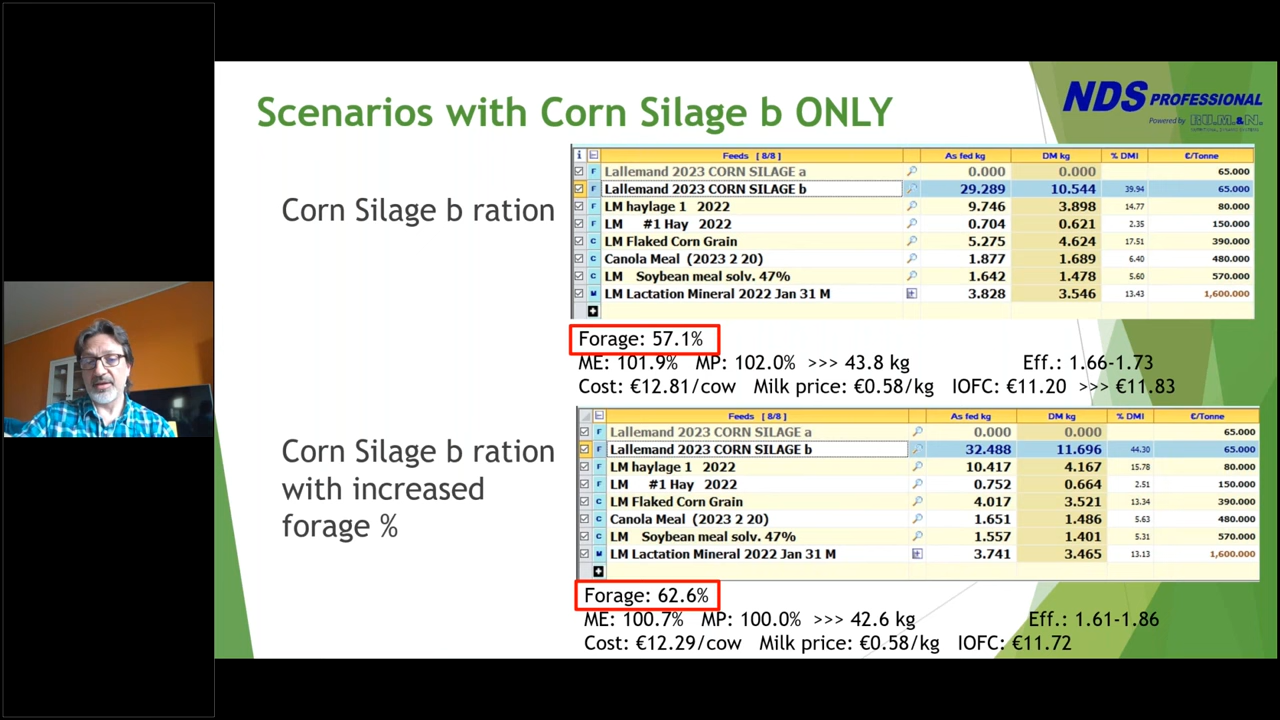 Scenarios with Corn Silage b ONLY
NDS PROFESSIONAL
Powered by R.U.M.&N.
Corn Silage b ration
i Feeds [ 8/8 ] As fed kg DM kg % DMI €/Tonne
F Lallemand 2023 CORN SILAGE a 0.000 0.000 65.000
F Lallemand 2023 CORN SILAGE b 29.289 10.544 39.94 65.000
F LM haylage 1 2022 9.746 3.898 14.77 80.000
F LM #1 Hay 2022 0.704 0.621 2.35 150.000
C LM Flaked Corn Grain 5.275 4.624 17.51 390.000
C Canola Meal (2023 2 20) 1.877 1.689 6.40 480.000
C LM Soybean meal solv. 47% 1.642 1.478 5.60 570.000
M LM Lactation Mineral 2022 Jan 31 M 3.828 3.546 13.43 1,600.000
Forage: 57.1%
ME: 101.9% MP: 102.0% >>> 43.8 kg Eff.: 1.66-1.73
Cost: €12.81/cow Milk price: €0.58/kg IOFC: €11.20 >>> €11.83
Corn Silage b ration
with increased
forage %
Feeds [ 8/8 ] As fed kg DM kg % DMI €/Tonne
F Lallemand 2023 CORN SILAGE a 0.000 0.000 65.000
F Lallemand 2023 CORN SILAGE b 32.488 11.696 44.30 65.000
F LM haylage 1 2022 10.417 4.167 15.78 80.000
F LM #1 Hay 2022 0.752 0.664 2.51 150.000
C LM Flaked Corn Grain 4.017 3.521 13.34 390.000
C Canola Meal (2023 2 20) 1.651 1.486 5.63 480.000
C LM Soybean meal solv. 47% 1.557 1.401 5.31 570.000
M LM Lactation Mineral 2022 Jan 31 M 3.741 3.465 13.13 1,600.000
Forage: 62.6%
ME: 100.7% MP: 100.0% >>> 42.6 kg Eff.: 1.61-1.86
Cost: €12.29/cow Milk price: €0.58/kg IOFC: €11.72